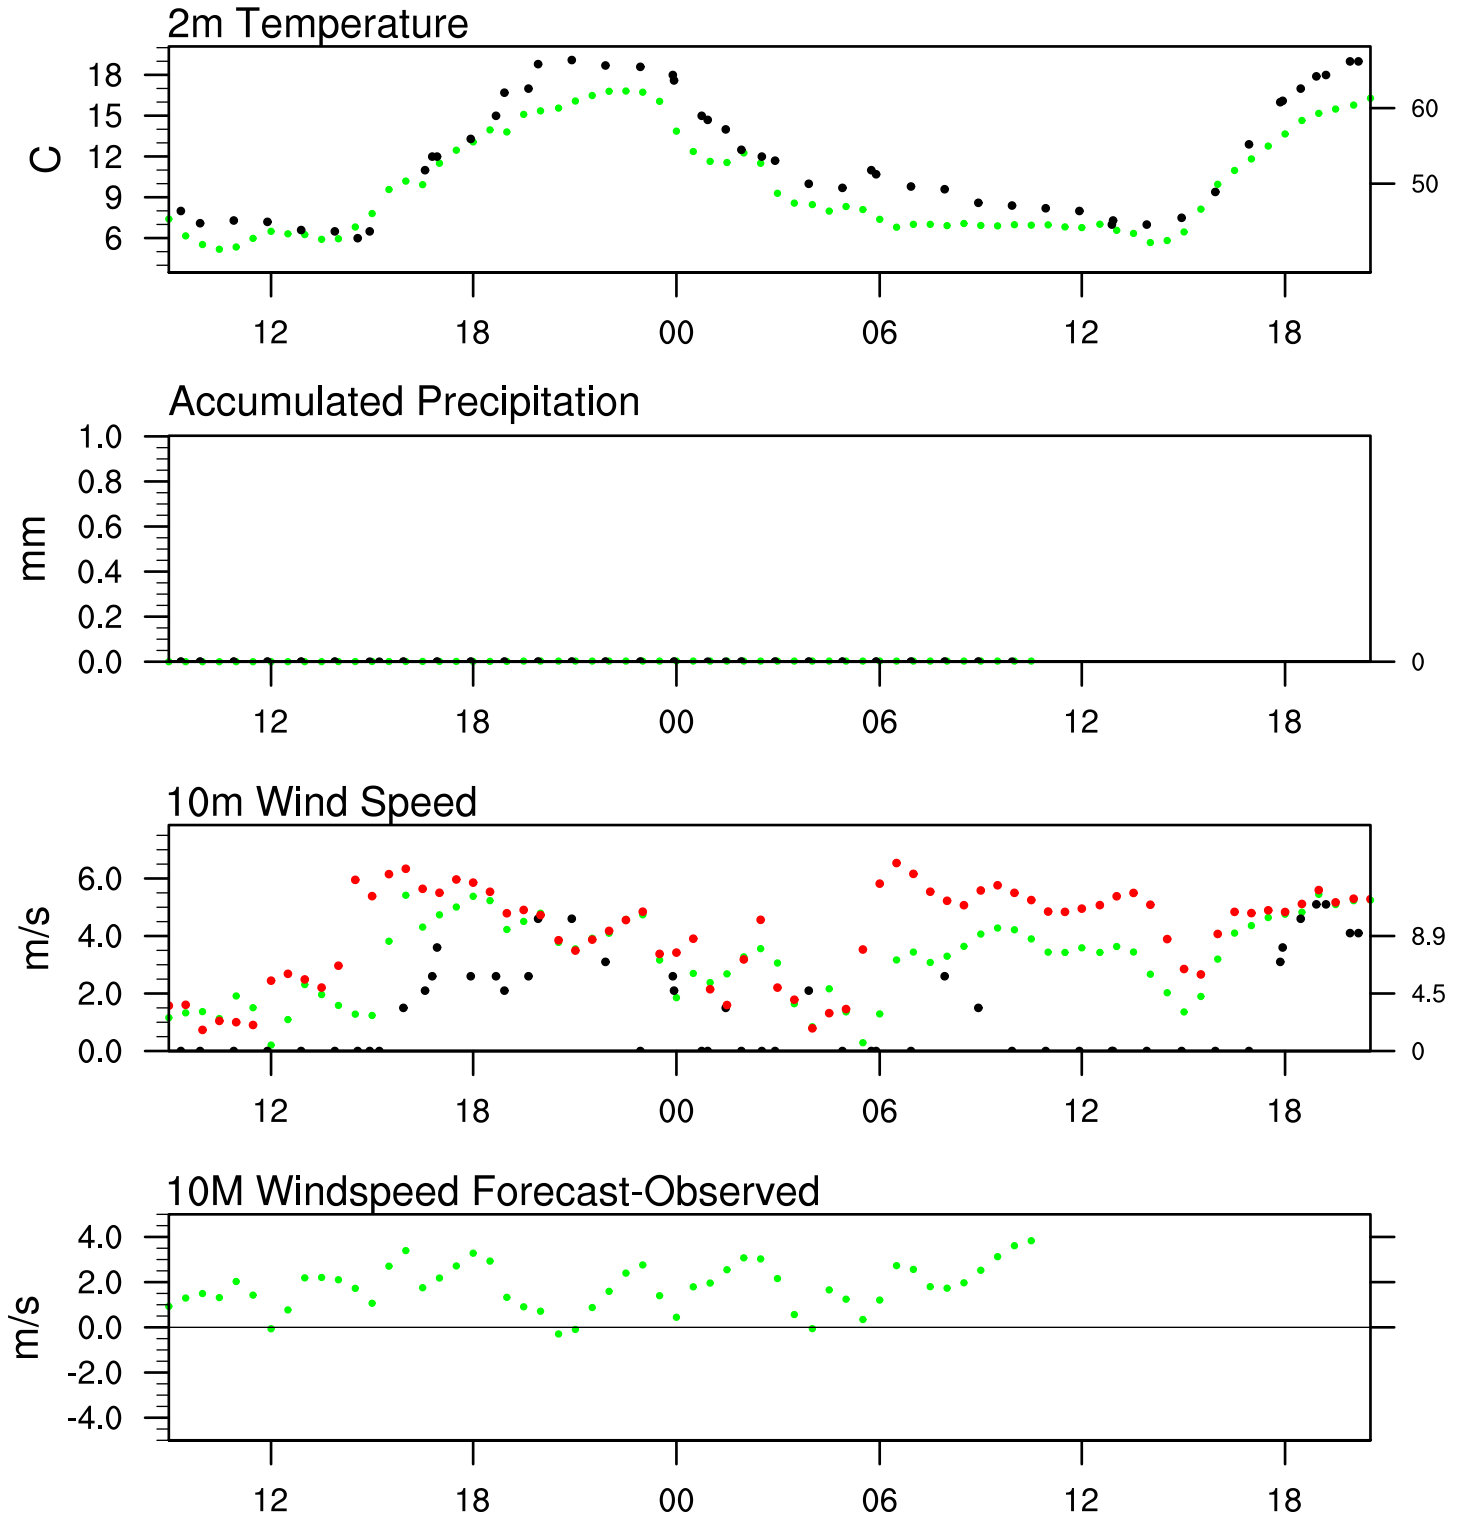 2m Temperature
18
15
12
9
6
C
60
50
12 18 00 06 12 18
Accumulated Precipitation
1.0
0.8
0.6
0.4
0.2
0.0
mm
0
12 18 00 06 12 18
10m Wind Speed
6.0
4.0
2.0
0.0
m/s
8.9
4.5
0
12 18 00 06 12 18
10M Windspeed Forecast-Observed
4.0
2.0
0.0
-2.0
-4.0
m/s
12 18 00 06 12 18